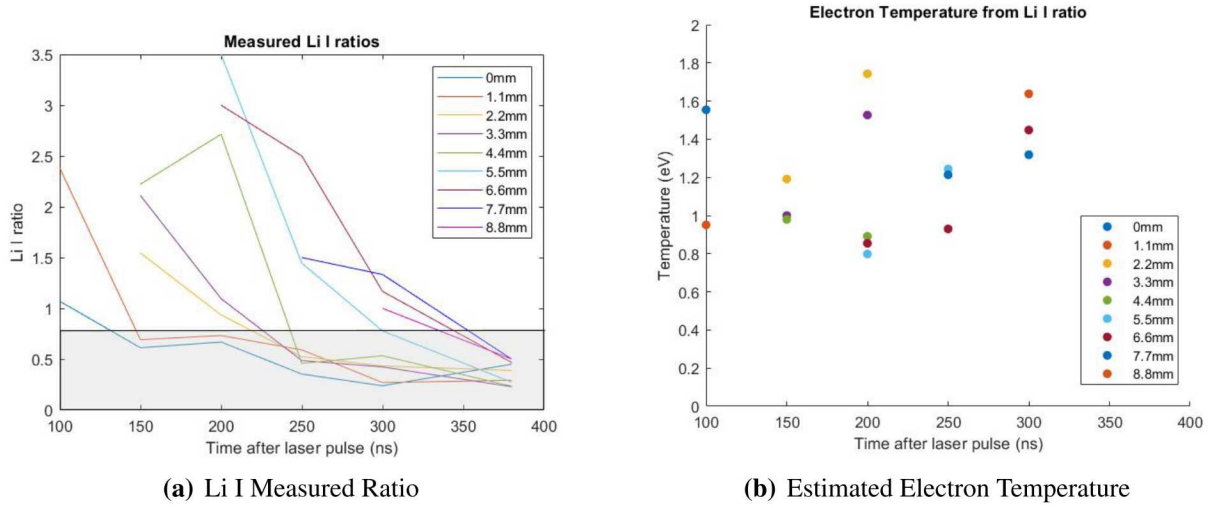 Measured Li I ratios
3.5
3
2.5
2
1.5
1
0.5
0
Li I ratio
100 150 200 250 300 350 400
Time after laser pulse (ns)
0mm
1.1mm
2.2mm
3.3mm
4.4mm
5.5mm
6.6mm
7.7mm
8.8mm
(a) Li I Measured Ratio
Electron Temperature from Li I ratio
2
1.8
1.6
1.4
1.2
1
0.8
0.6
0.4
0.2
0
Temperature (eV)
100 150 200 250 300 350 400
Time after laser pulse (ns)
0mm
1.1mm
2.2mm
3.3mm
4.4mm
5.5mm
6.6mm
7.7mm
8.8mm
(b) Estimated Electron Temperature